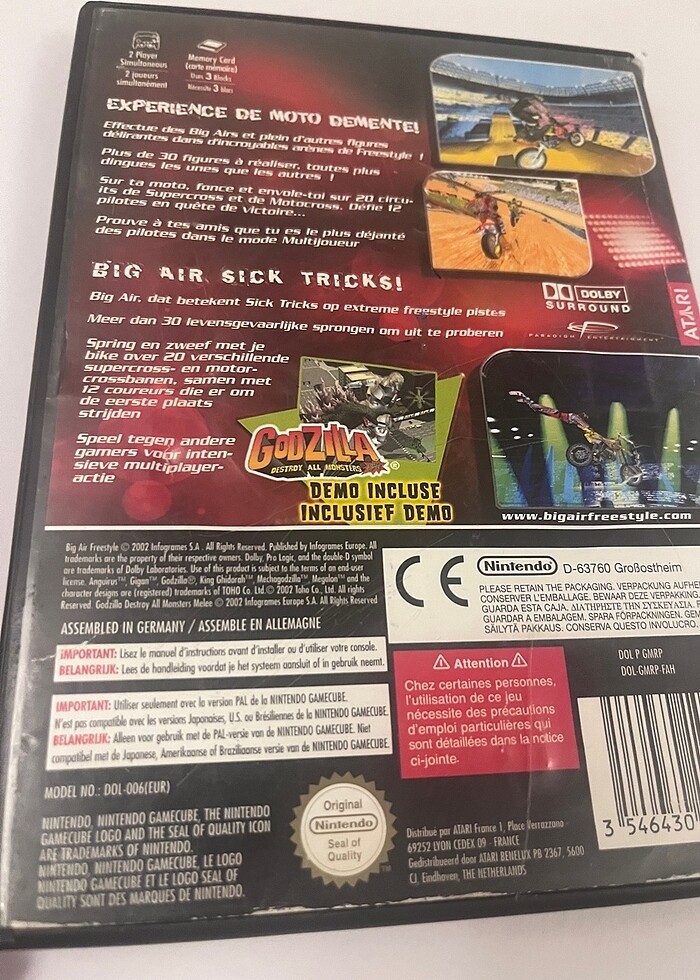 2 Player
Simultaneous
2 joueurs
simultanément
Memory Card
(carte mémoire)
Uses 3 Blocks
Nécessite 3 blocs
EXPERIENCE DE MOTO DEMENTE!
Effectue des Big Airs et plein d'autres figures
délirantes dans d'incroyables arènes de Freestyle !
Plus de 30 figures à réaliser, toutes plus
dingues les unes que les autres !
Sur ta moto, fonce et envole-toi sur 20 circu-
its de Supercross et de Motocross. Défie 12
pilotes en quête de Victoire...
Prouve à tes amis que tu es le plus déjanté
des pilotes dans le mode Multijoueur
BIG AIR SICK TRICKS!
Big Air, dat betekent Sick Tricks op extreme freestyle pistes
Meer dan 30 levensgevaarlijke sprongen om uit te proberen
Spring en zweef met je
bike over 20 verschillende
supercross- en motor-
crossbanen, samen met
12 coureurs die er om
de eerste plaats
strijden
Speel tegen andere
gamers voor inten-
sieve multiplayer-
actie
DOLBY
SURROUND
PARADIGM ENTERTAINMENT
ATARI
GODZILLA
DESTROY ALL MONSTERS
®
DEMO INCLUSE
INCLUSIEF DEMO
www.bigairfreestyle.com
Big Air Freestyle © 2002 Infogrames S.A. All Rights Reserved. Published by Infogrames Europe. All
trademarks are the property of their respective owners. Dolby, Pro Logic, and the double D symbol
are trademarks of Dolby Laboratories. Use of this product is subject to the terms of an end-user
license. Anguirus™, Gigan™, Godzilla®, King Ghidorah™, Mechagodzilla™, Megalon™ and the
character designs are (registered) trademarks of TOHO Co. Ltd. © 2002 Toho Co., Ltd. All rights
Reserved. Godzilla Destroy All Monsters Melee © 2002 Infogrames Europe S.A. All Rights Reserved
ASSEMBLED IN GERMANY / ASSEMBLE EN ALLEMAGNE
IMPORTANT: Lisez le manuel d'instructions avant d'installer ou d'utiliser votre console.
BELANGRIJK: Lees de handleiding voordat je het systeem aansluit of in gebruik neemt.
IMPORTANT: Utiliser seulement avec la version PAL de la NINTENDO GAMECUBE.
N'est pas compatible avec les versions Japonaises, U.S. ou Brésiliennes de la NINTENDO GAMECUBE.
BELANGRIJK: Alleen voor gebruik met de PAL-versie van de NINTENDO GAMECUBE. Niet
compatibel met de Japanse, Amerikaanse of Braziliaanse versie van de NINTENDO GAMECUBE.
CE
Nintendo D-63760 Großostheim
PLEASE RETAIN THE PACKAGING. VERPACKUNG
CONSERVER L'EMBALLAGE. BEWAAR DEZE VERPAKKING.
GUARDA ESTA CAJA. ΔΙΑΤΗΡΗΣΤΕ ΤΗΝ ΣΥΣΚΕΥΑΣΙΑ.
GUARDAR A EMBALAGEM. SPARA FÖRPACKNINGEN.
SÄILYTÄ PAKKAUS. CONSERVA QUESTO INVOLUCRO.
Attention
Chez certaines personnes,
l'utilisation de ce jeu
nécessite des précautions
d'emploi particulières qui
sont détaillées dans la notice
ci-jointe.
DOL P GMRP
DOL-GMRP-FAH
3 546430
MODEL NO.: DOL-006(EUR)
NINTENDO, NINTENDO GAMECUBE, THE NINTENDO
GAMECUBE LOGO AND THE SEAL OF QUALITY ICON
ARE TRADEMARKS OF NINTENDO.
NINTENDO, NINTENDO GAMECUBE, LE LOGO
NINTENDO GAMECUBE ET LE LOGO SEAL OF
QUALITY SONT DES MARQUES DE NINTENDO.
Original
Nintendo
Seal of
Quality
™
Distribué par ATARI France 1, Place Verrazzano -
69252 LYON CEDEX 09 - FRANCE
Gedistribueerd door ATARI BENELUX PB 2367, 5600
CJ, Eindhoven, THE NETHERLANDS